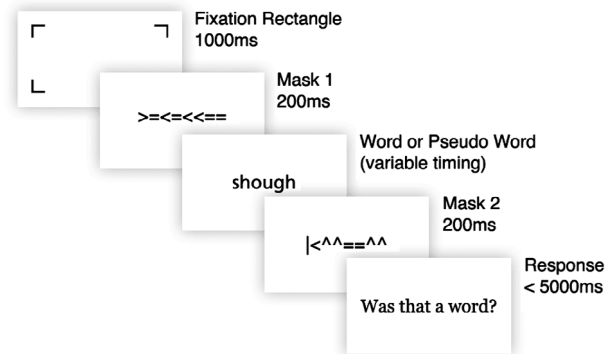 Fixation Rectangle
1000ms
Mask 1
200ms
>=<=<<==
Word or Pseudo Word
(variable timing)
shough
Mask 2
200ms
|<^^==^^
Response
< 5000ms
Was that a word?